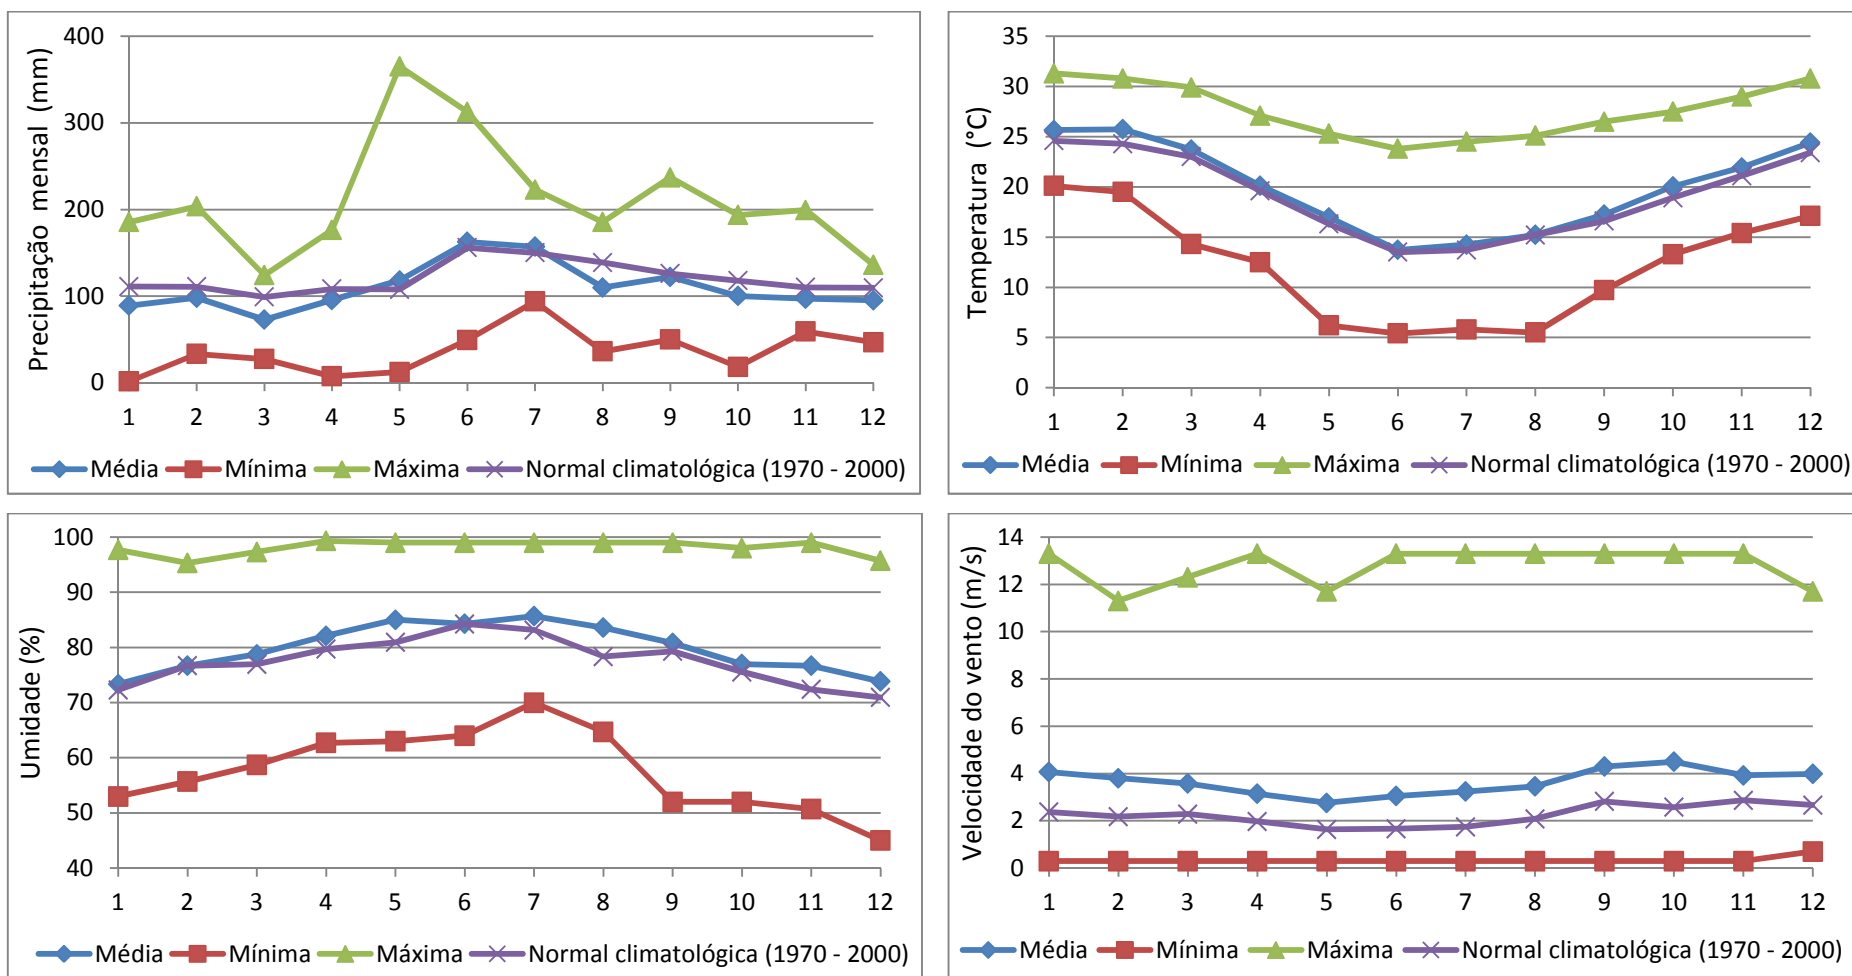 Precipitação mensal (mm)
400
300
200
100
0
1 2 3 4 5 6 7 8 9 10 11 12
Média Mínima Máxima Normal climatológica (1970 - 2000)
Temperatura (°C)
35
30
25
20
15
10
5
0
1 2 3 4 5 6 7 8 9 10 11 12
Média Mínima Máxima Normal climatológica (1970 - 2000)
Umidade (%)
100
90
80
70
60
50
40
1 2 3 4 5 6 7 8 9 10 11 12
Média Mínima Máxima Normal climatológica (1970 - 2000)
Velocidade do vento (m/s)
14
12
10
8
6
4
2
0
1 2 3 4 5 6 7 8 9 10 11 12
Média Mínima Máxima Normal climatológica (1970 - 2000)